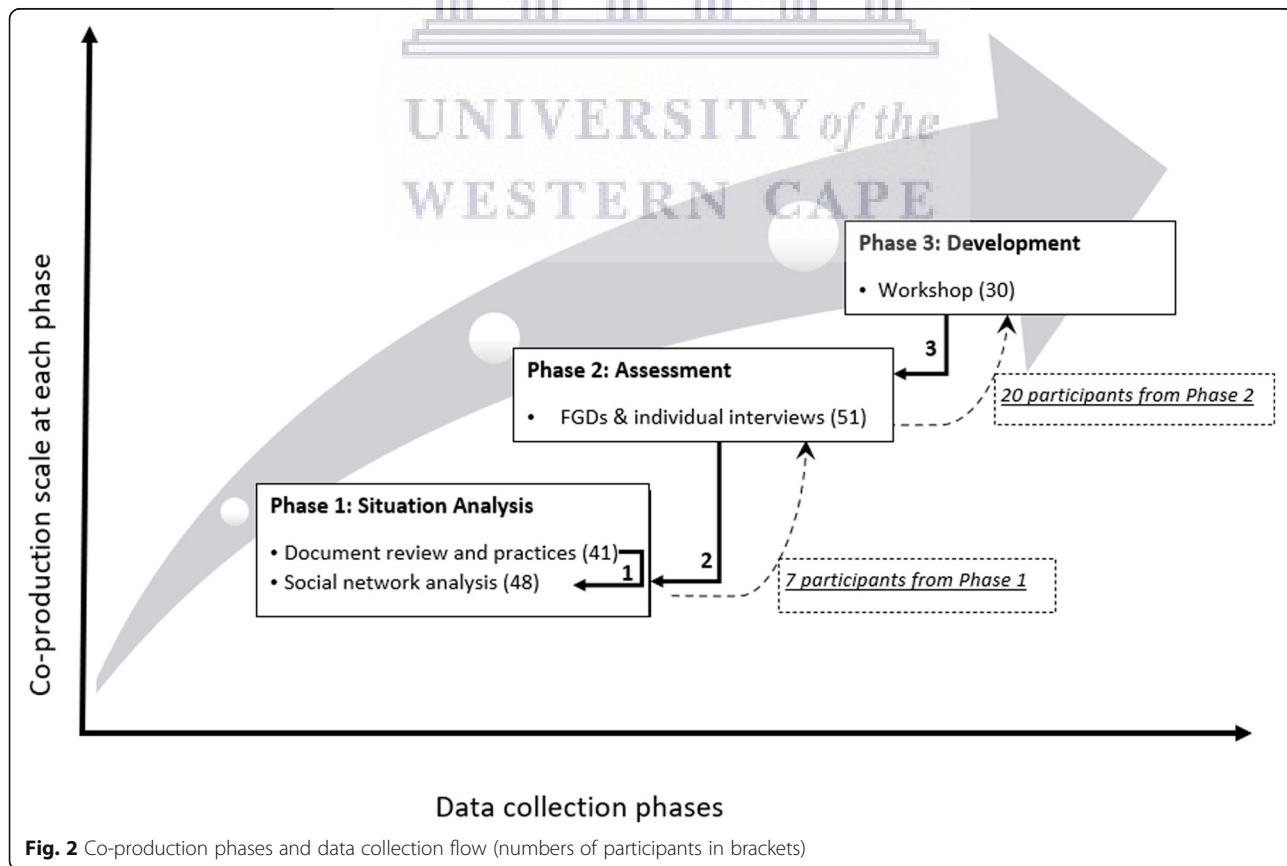 UNIVERSITY of the
WESTERN CAPE
Co-production scale at each phase
Phase 3: Development
• Workshop (30)
3
Phase 2: Assessment
• FGDs & individual interviews (51)
20 participants from Phase 2
Phase 1: Situation Analysis
• Document review and practices (41)
1
• Social network analysis (48)
2
7 participants from Phase 1
Data collection phases
Fig. 2 Co-production phases and data collection flow (numbers of participants in brackets)